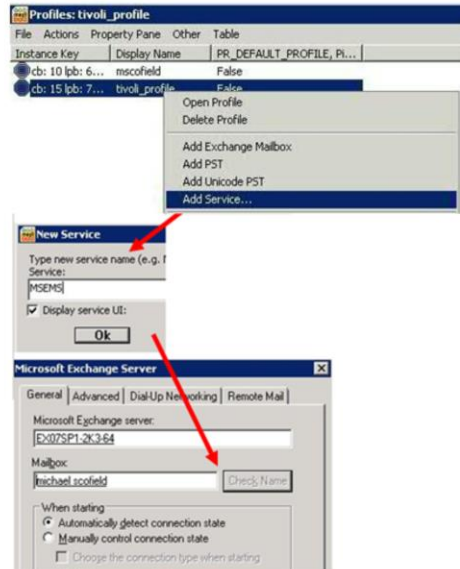 Profiles: tivoli_profile
File Actions Property Pane Other Table
Instance Key Display Name PR_DEFAULT_PROFILE, Pi...
cb: 10 lpb: 6... mscofield False
cb: 15 lpb: 7... tivoli_profile False
Open Profile
Delete Profile
Add Exchange Mailbox
Add PST
Add Unicode PST
Add Service...
New Service
Type new service name (e.g.
Service:
MSEMS
Display service UI:
Ok
Microsoft Exchange Server
General Advanced Dial-Up Networking Remote Mail
Microsoft Exchange server:
EX07SP1-2K3-64
Mailbox:
michael scofield Check Name
When starting
Automatically detect connection state
Manually control connection state
Choose the connection type when starting